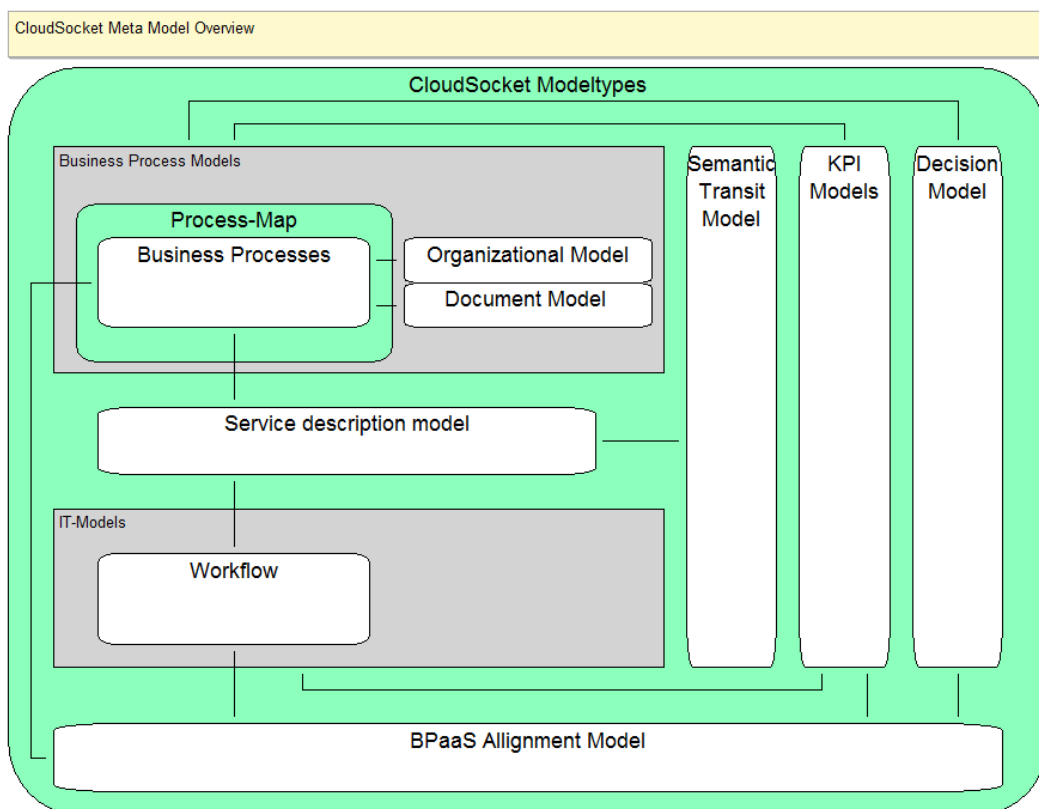 CloudSocket Meta Model Overview
CloudSocket Modeltypes
Business Process Models
Process-Map
Business Processes
Organizational Model
Document Model
Semantic
Transit
Model
KPI
Models
Decision
Model
Service description model
IT-Models
Workflow
BPaaS Allignment Model